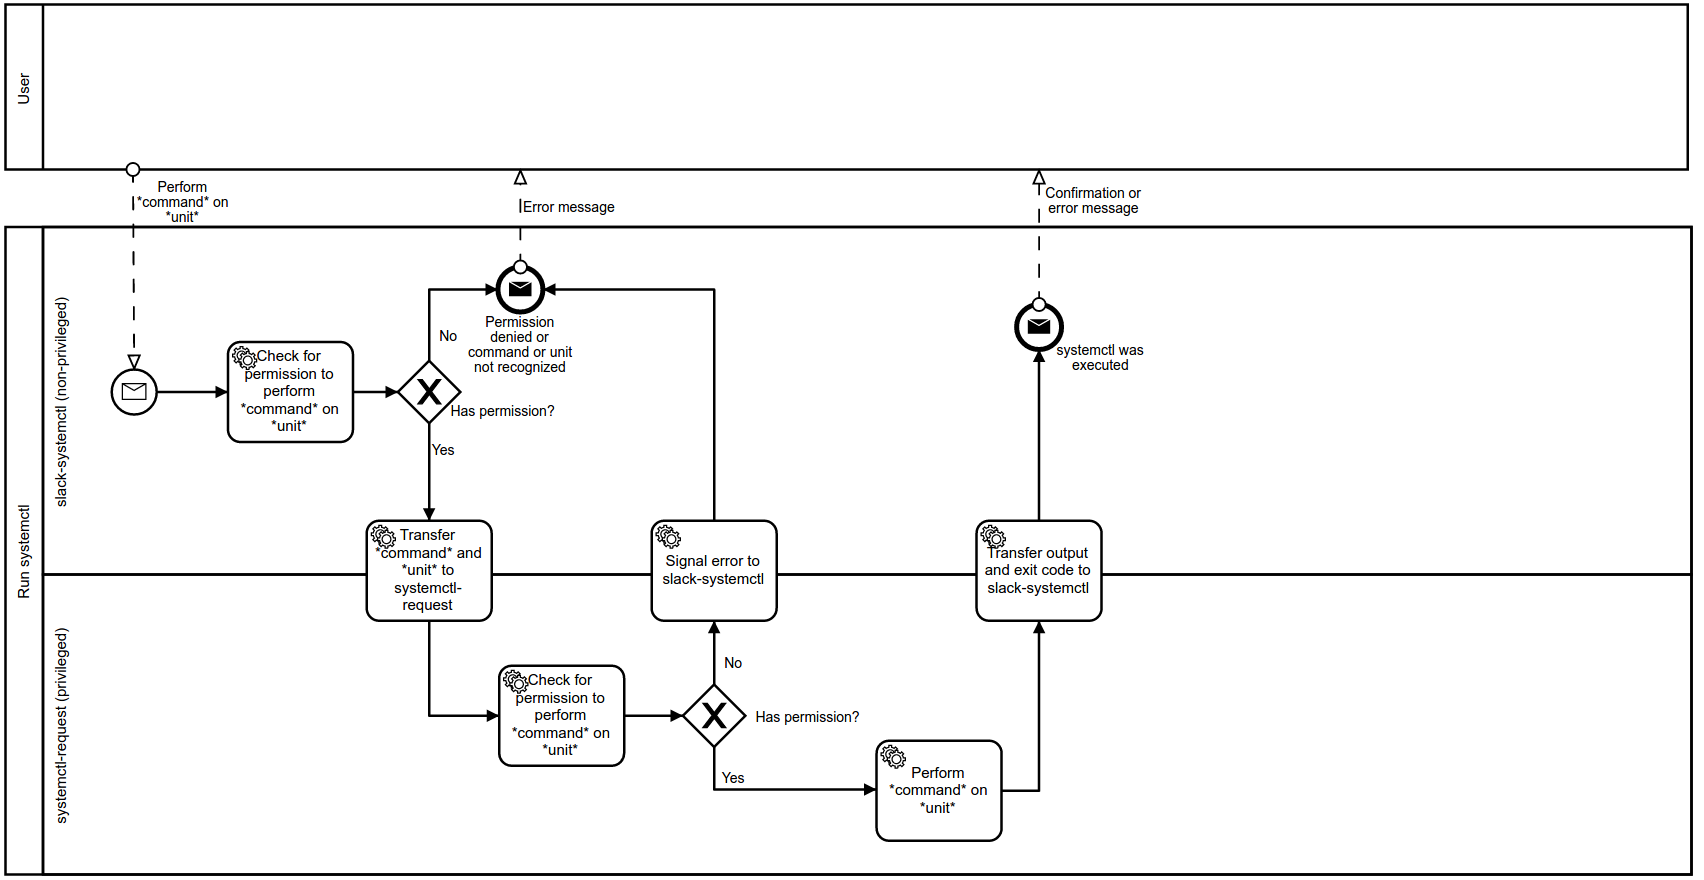 User
Perform
*command* on
*unit*
Error message
Confirmation or
error message
Run systemctl
slack-systemctl (non-privileged)
Check for
permission to
perform
*command* on
*unit*
No
Has permission?
Yes
Permission
denied or
command or unit
not recognized
systemctl was
executed
Transfer
*command* and
*unit* to
systemctl-
request
Signal error to
slack-systemctl
Transfer output
and exit code to
slack-systemctl
systemctl-request (privileged)
Check for
permission to
perform
*command* on
*unit*
No
Has permission?
Yes
Perform
*command* on
*unit*